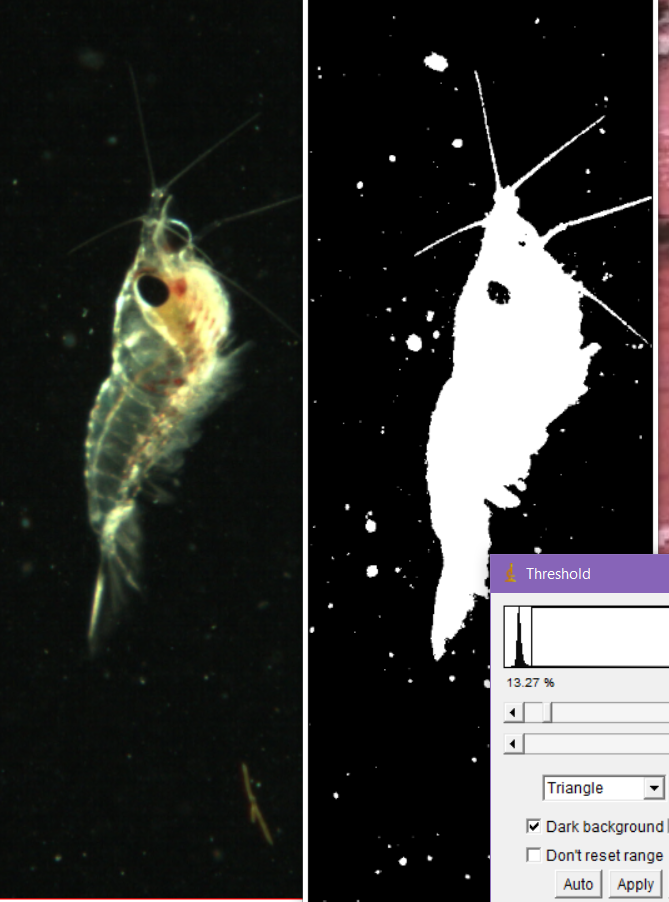 Threshold
13.27 %
Triangle
Dark background
Don't reset range
Auto Apply